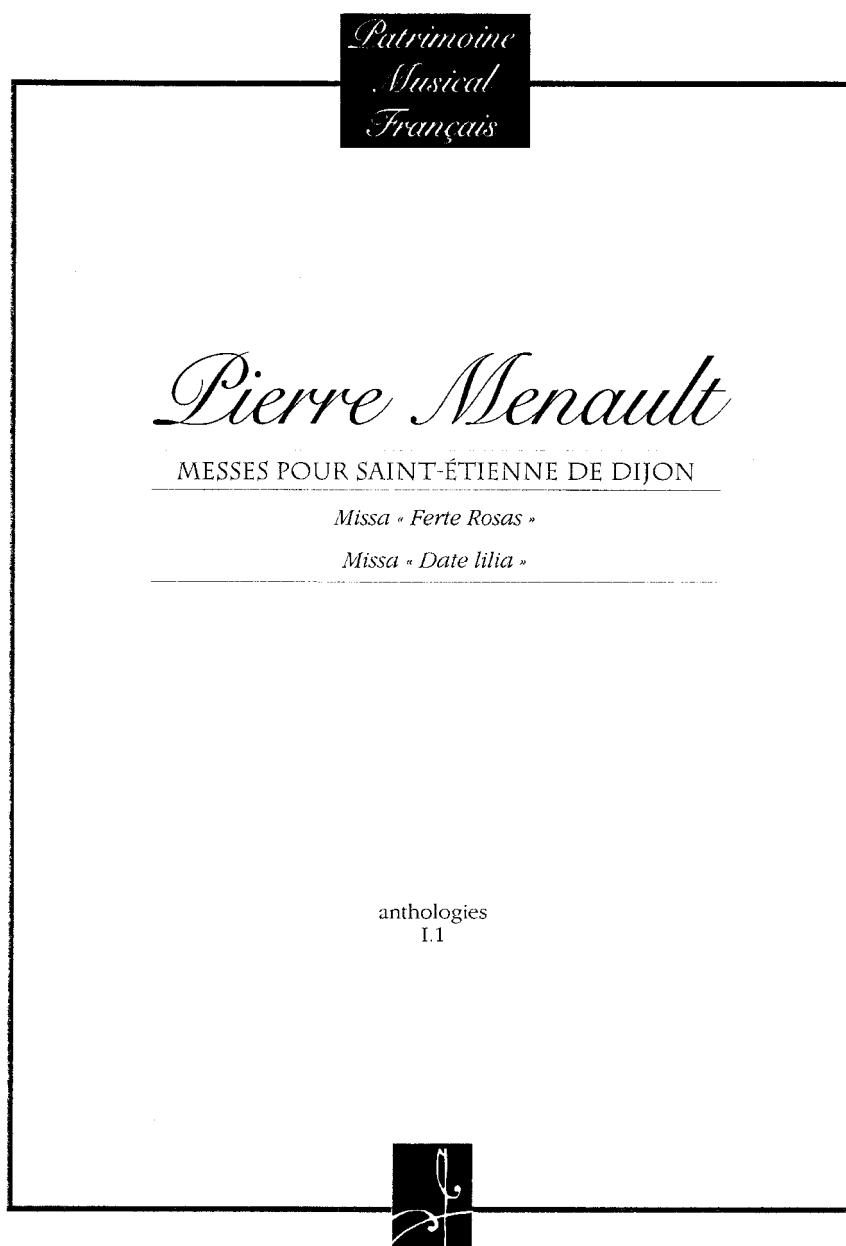 Patrimoine
Musical
Français
Pierre Menault
MESSES POUR SAINT-ÉTIENNE DE DIJON
Missa « Ferte Rosas »
Missa « Date lilia »
anthologies
I.1